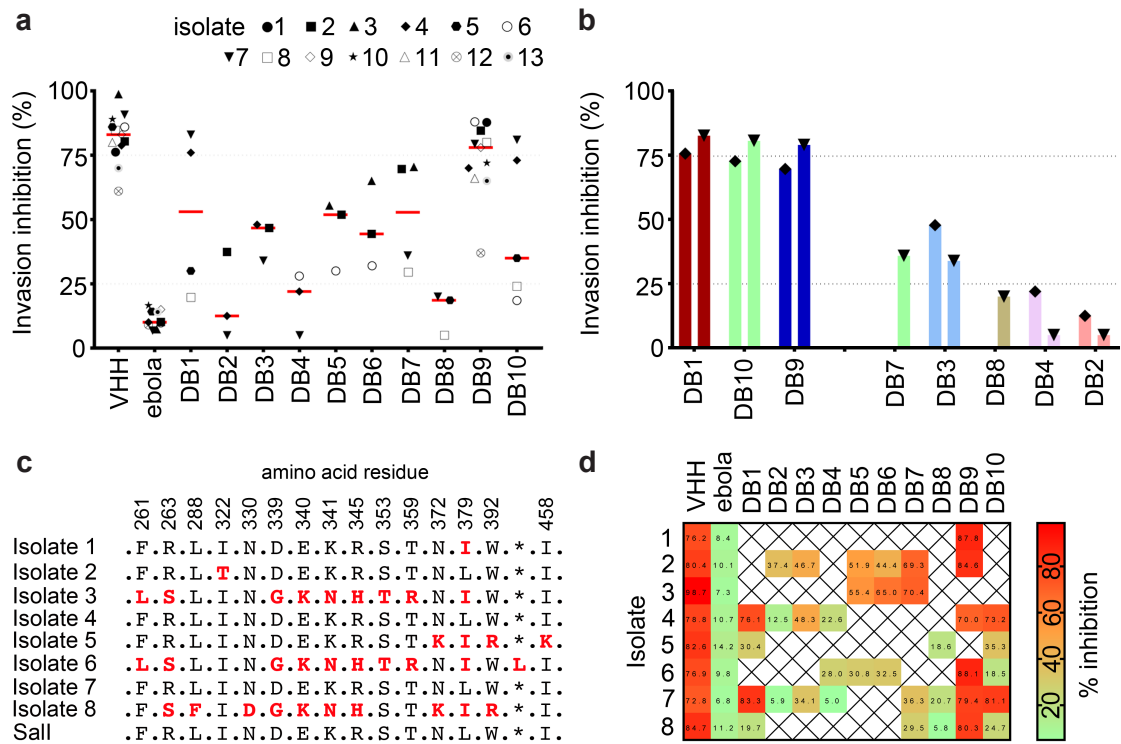 a
isolate ● 1 ■ 2 ▲ 3 ◆ 4 ⬣ 5 ○ 6
▼ 7 □ 8 ◇ 9 ★ 10 △ 11 ⊗ 12 ◉ 13
Invasion inhibition (%)
100
75
50
25
0
VHH ebola DB1 DB2 DB3 DB4 DB5 DB6 DB7 DB8 DB9 DB10
b
Invasion inhibition (%)
100
75
50
25
0
DB1 DB10 DB9 DB7 DB3 DB8 DB4 DB2
c
amino acid residue
261 263 288 322 330 339 340 341 345 353 359 372 379 392 458
Isolate 1 .F.R.L.I.N.D.E.K.R.S.T.N.I.W.*.I.
Isolate 2 .F.R.L.T.N.D.E.K.R.S.T.N.L.W.*.I.
Isolate 3 .L.S.L.I.N.G.K.N.H.T.R.N.I.W.*.I.
Isolate 4 .F.R.L.I.N.D.E.K.R.S.T.N.L.W.*.I.
Isolate 5 .F.R.L.I.N.D.E.K.R.S.T.K.I.R.*.K.
Isolate 6 .L.S.L.I.N.G.K.N.H.T.R.N.I.W.L.I.
Isolate 7 .F.R.L.I.N.D.E.K.R.S.T.N.L.W.*.I.
Isolate 8 .F.S.F.I.D.G.K.N.H.S.T.K.I.R.*.I.
SalI .F.R.L.I.N.D.E.K.R.S.T.N.L.W.*.I.
d
VHH ebola DB1 DB2 DB3 DB4 DB5 DB6 DB7 DB8 DB9 DB10
Isolate
1 76.2 8.4 87.8
2 80.4 10.1 37.4 46.7 51.9 44.4 69.3 84.6
3 7.3 55.4 65.0 70.4
4 78.8 10.7 76.1 12.5 48.3 22.6 70.0 73.2
5 82.6 14.2 30.4 18.6 35.3
6 76.9 9.8 28.0 30.8 32.5 88.1 18.5
7 72.8 6.8 83.3 5.9 34.1 5.0 36.3 20.7 79.4 81.1
8 84.7 11.2 19.7 29.5 5.8 80.3 24.7
80
60
40
20
% inhibition